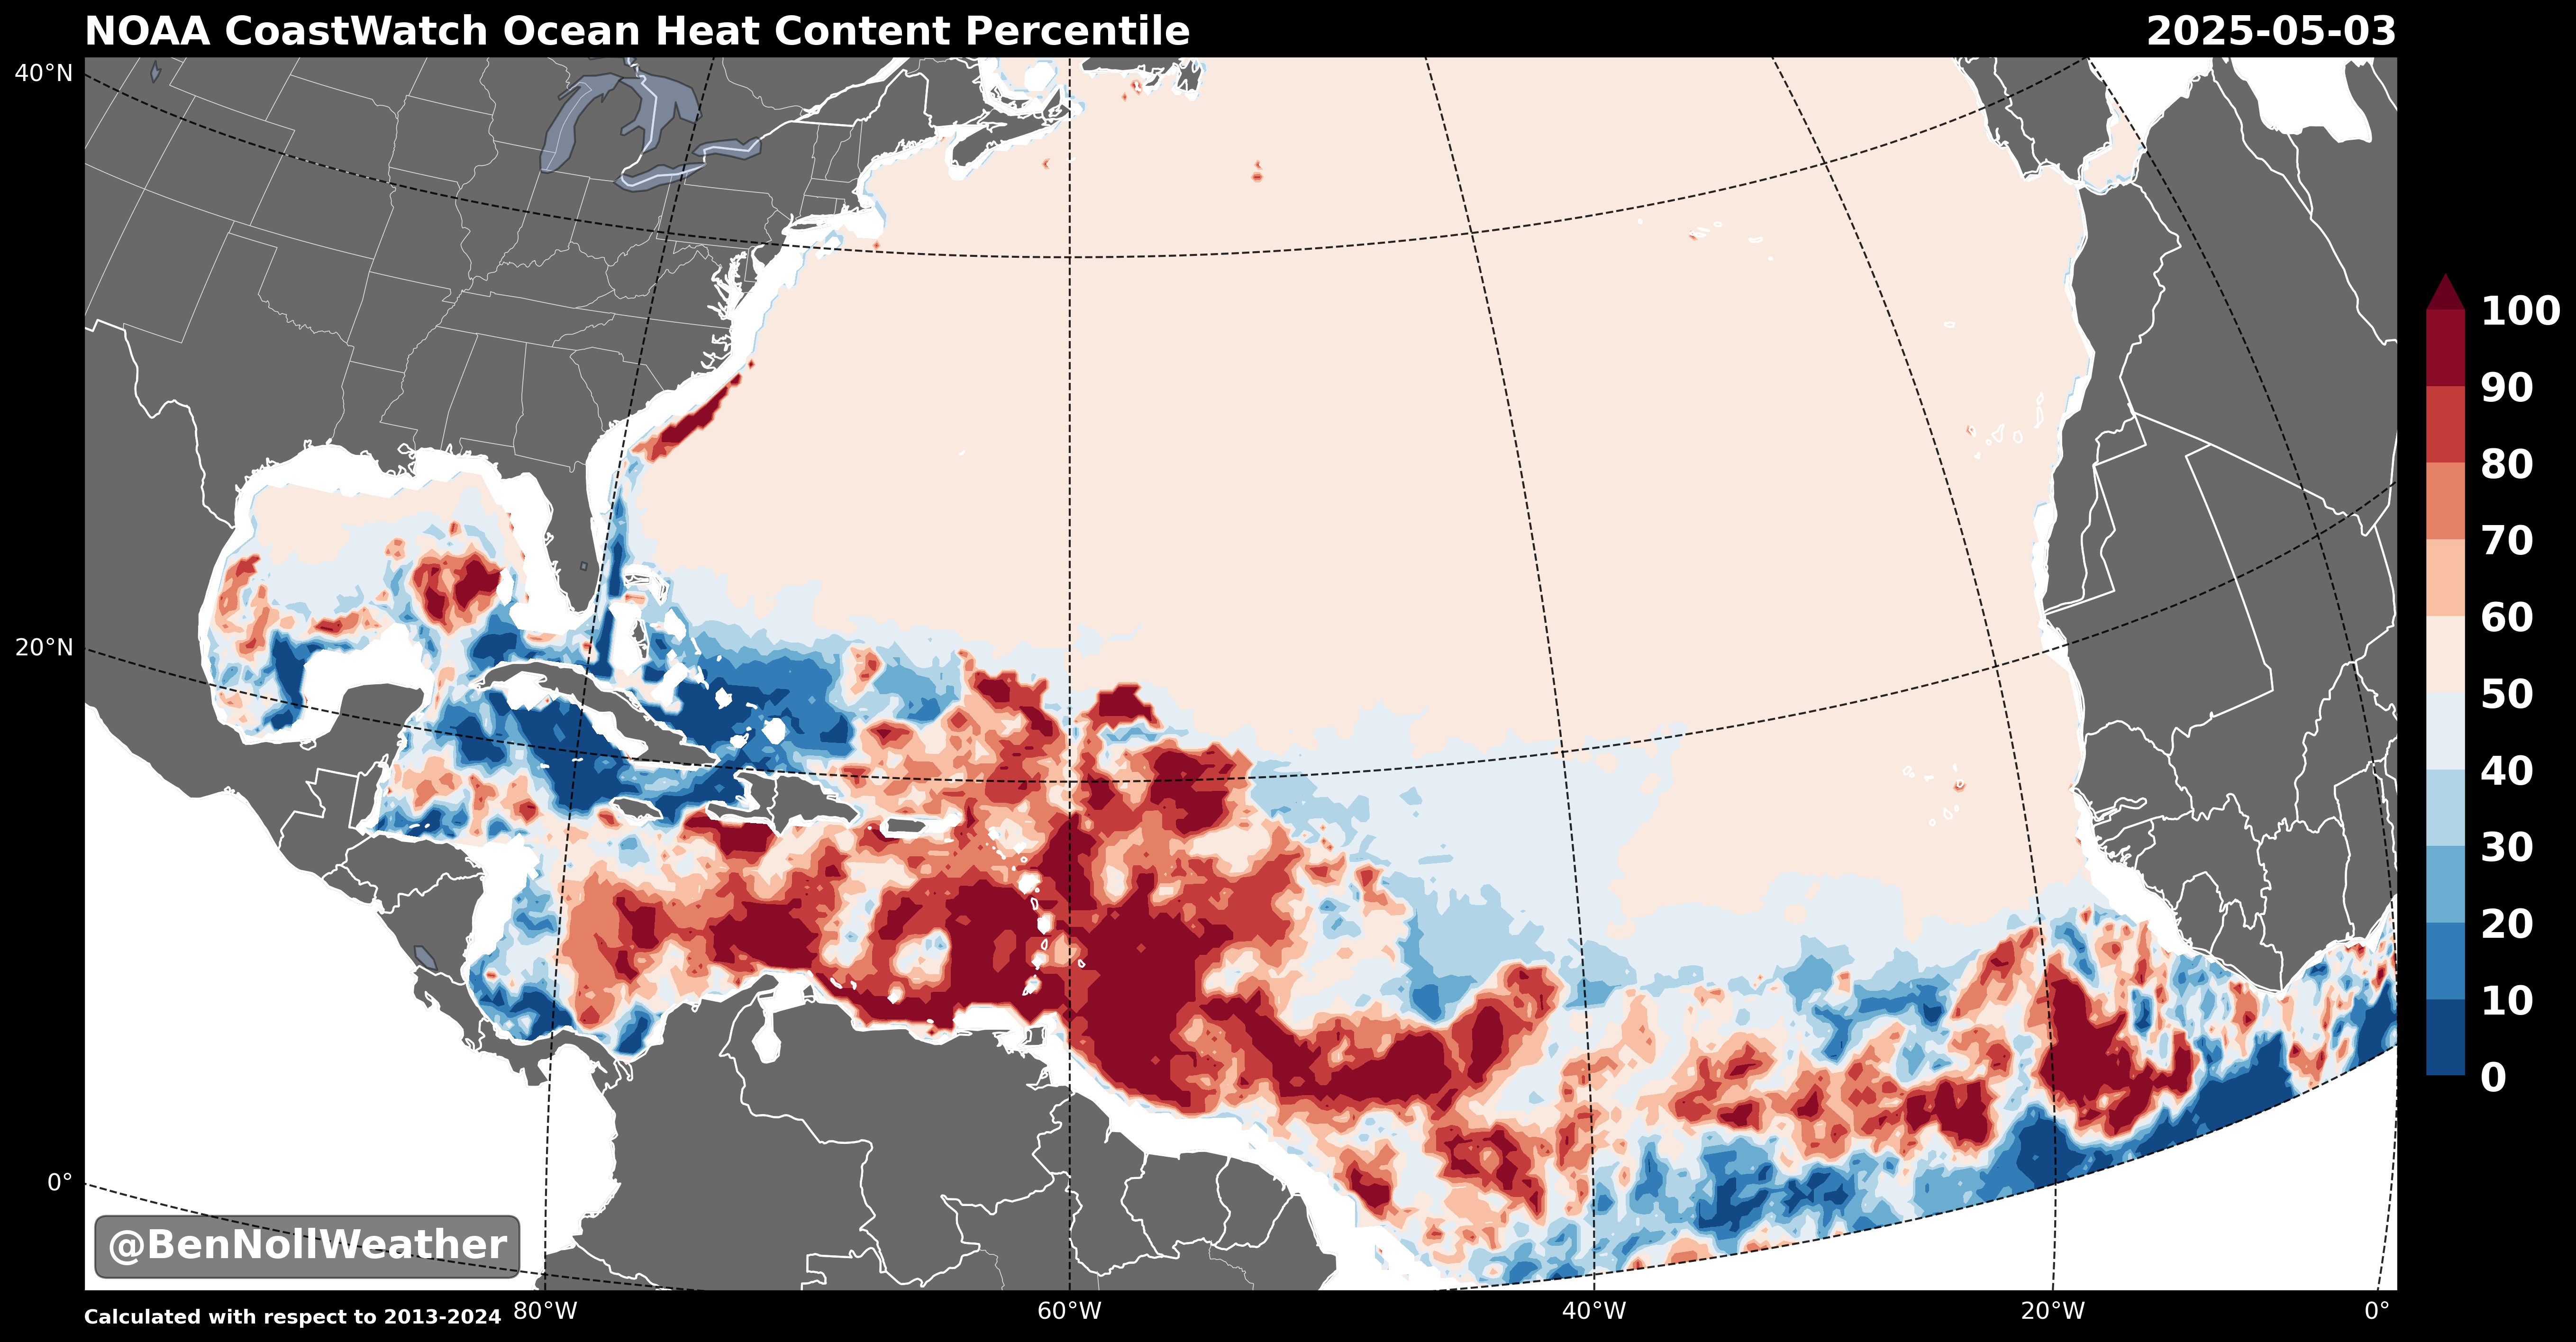 NOAA CoastWatch Ocean Heat Content Percentile 2025-05-03
40°N
20°N
0°
100
90
80
70
60
50
40
30
20
10
0
@BenNollWeather
80°W 60°W 40°W 20°W 0°
Calculated with respect to 2013-2024